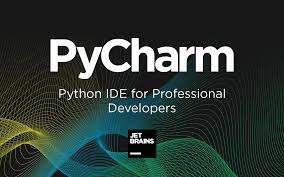 PyCharm
Python IDE for Professional
Developers
JET
BRAINS